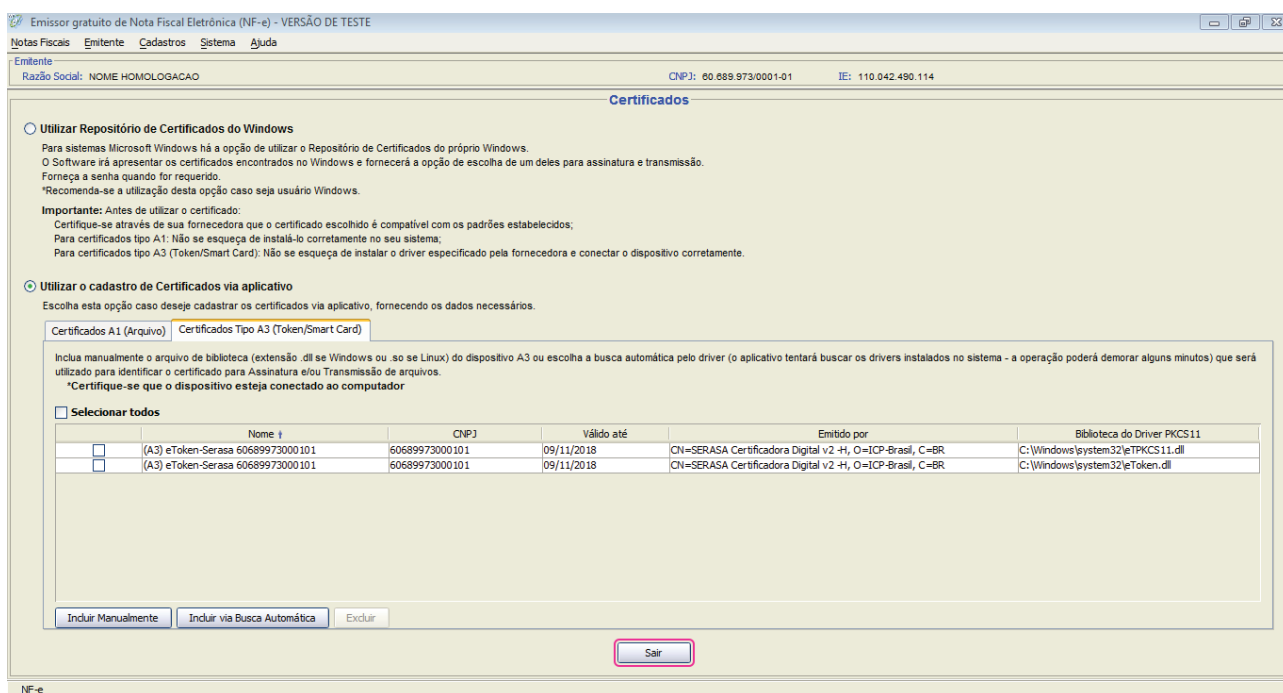 Emissor gratuito de Nota Fiscal Eletrônica (NF-e) - VERSÃO DE TESTE
Notas Fiscais Emitente Cadastros Sistema Ajuda
Emitente
Razão Social: NOME HOMOLOGACAO CNPJ: 60.689.973/0001-01 IE: 110.042.490.114
Certificados
Utilizar Repositório de Certificados do Windows
Para sistemas Microsoft Windows há a opção de utilizar o Repositório de Certificados do próprio Windows.
O Software irá apresentar os certificados encontrados no Windows e fornecerá a opção de escolha de um deles para assinatura e transmissão.
Forneça a senha quando for requerido.
*Recomenda-se a utilização desta opção caso seja usuário Windows.
Importante: Antes de utilizar o certificado:
Certifique-se através de sua fornecedora que o certificado escolhido é compatível com os padrões estabelecidos;
Para certificados tipo A1: Não se esqueça de instalá-lo corretamente no seu sistema;
Para certificados tipo A3 (Token/Smart Card): Não se esqueça de instalar o driver especificado pela fornecedora e conectar o dispositivo corretamente.
Utilizar o cadastro de Certificados via aplicativo
Escolha esta opção caso deseje cadastrar os certificados via aplicativo, fornecendo os dados necessários.
Certificados A1 (Arquivo) Certificados Tipo A3 (Token/Smart Card)
Inclua manualmente o arquivo de biblioteca (extensão .dll se Windows ou .so se Linux) do dispositivo A3 ou escolha a busca automática pelo driver (o aplicativo tentará buscar os drivers instalados no sistema - a operação poderá demorar alguns minutos) que será
utilizado para identificar o certificado para Assinatura e/ou Transmissão de arquivos.
*Certifique-se que o dispositivo esteja conectado ao computador
Selecionar todos
Nome CNPJ Válido até Emitido por Biblioteca do Driver PKCS11
(A3) eToken-Serasa 60689973000101 60689973000101 09/11/2018 CN=SERASA Certificadora Digital v2 -H, O=ICP-Brasil, C=BR C:\Windows\system32\eTPKCS11.dll
(A3) eToken-Serasa 60689973000101 60689973000101 09/11/2018 CN=SERASA Certificadora Digital v2 -H, O=ICP-Brasil, C=BR C:\Windows\system32\eToken.dll
Incluir Manualmente Incluir via Busca Automática Excluir
Sair
NF-e